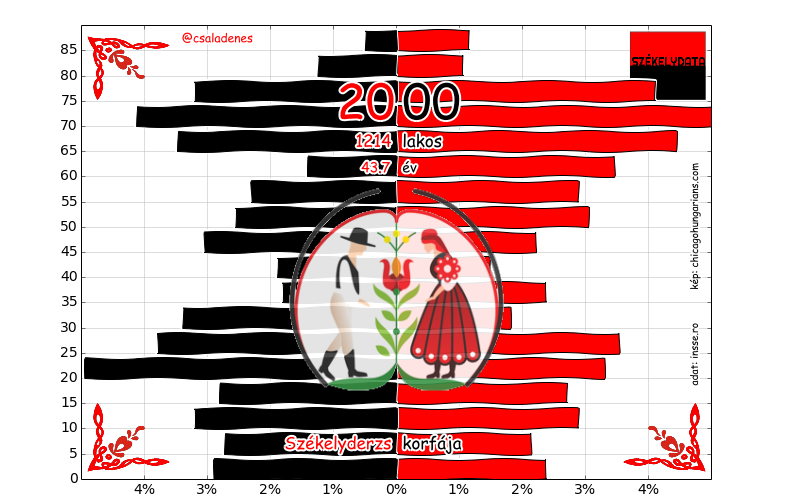 @csaladenes
SZÉKELYDATA
2000
1214 lakos
43.7 év
kép: chicagohungarians.com
adat: insse.ro
Székelyderzs korfája
85
80
75
70
65
60
55
50
45
40
35
30
25
20
15
10
5
0
4% 3% 2% 1% 0% 1% 2% 3% 4%